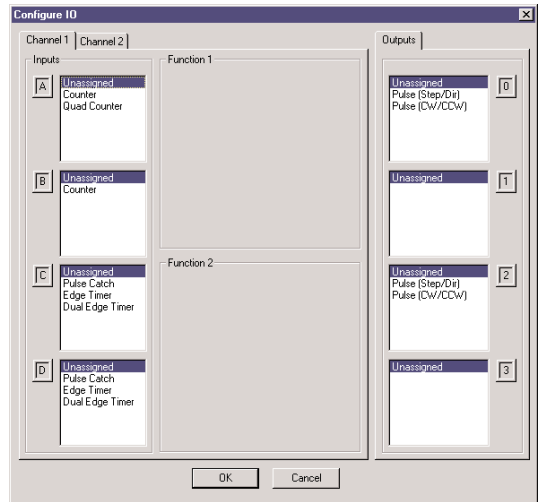 Configure IO
Channel 1
Channel 2
Inputs
A
Unassigned
Counter
Quad Counter
B
Unassigned
Counter
C
Unassigned
Pulse Catch
Edge Timer
Dual Edge Timer
D
Unassigned
Pulse Catch
Edge Timer
Dual Edge Timer
Function 1
Function 2
Outputs
Unassigned
Pulse (Step/Dir)
Pulse (CW/CCW)
0
Unassigned
1
Unassigned
Pulse (Step/Dir)
Pulse (CW/CCW)
2
Unassigned
3
OK
Cancel